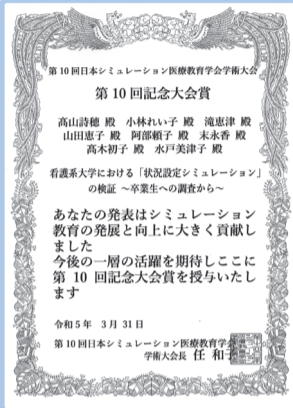 第10回日本シミュレーション医療教育学会学術大会
第10回記念大会賞
髙山詩穂 殿 小林れい子 殿 滝恵津 殿
山田恵子 殿 阿部頼子 殿 末永香 殿
髙木初子 殿 水戸美津子 殿
看護系大学における「状況設定シミュレーション」
の検証 ～卒業生への調査から～
あなたの発表はシミュレーション
教育の発展と向上に大きく貢献し
ました
今後の一層の活躍を期待しここに
第 10 回記念大会賞を授与いたし
ます
令和5年 3月31日
第10回日本シミュレーション医療教育学会
学術大会長 任 和子